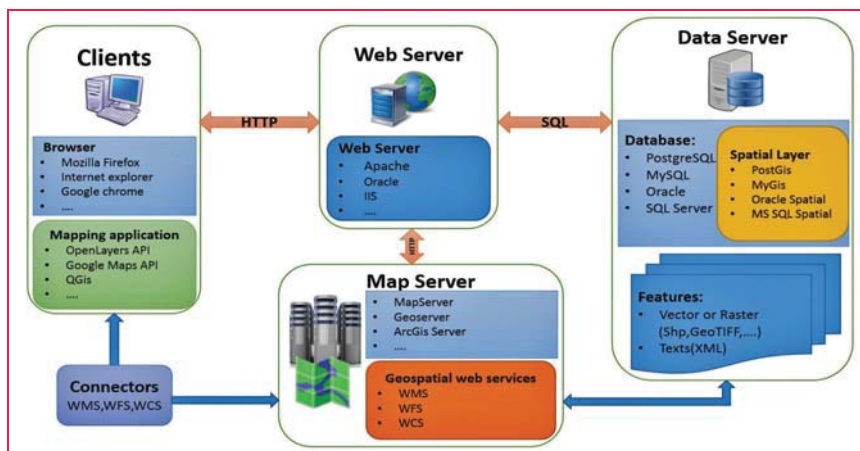 Clients
Browser
• Mozilla Firefox
• Internet explorer
• Google chrome
• ....
Mapping application
• OpenLayers API
• Google Maps API
• QGis
• ....
HTTP
Web Server
Web Server
• Apache
• Oracle
• IIS
• ....
SQL
Data Server
Database:
• PostgreSQL
• MySQL
• Oracle
• SQL Server
Spatial Layer
• PostGis
• MyGis
• Oracle Spatial
• MS SQL Spatial
Features:
• Vector or Raster
(Shp,GeoTIFF,....)
• Texts(XML)
HTTP
Map Server
• MapServer
• Geoserver
• ArcGis Server
• ....
Geospatial web services
• WMS
• WFS
• WCS
Connectors
WMS,WFS,WCS